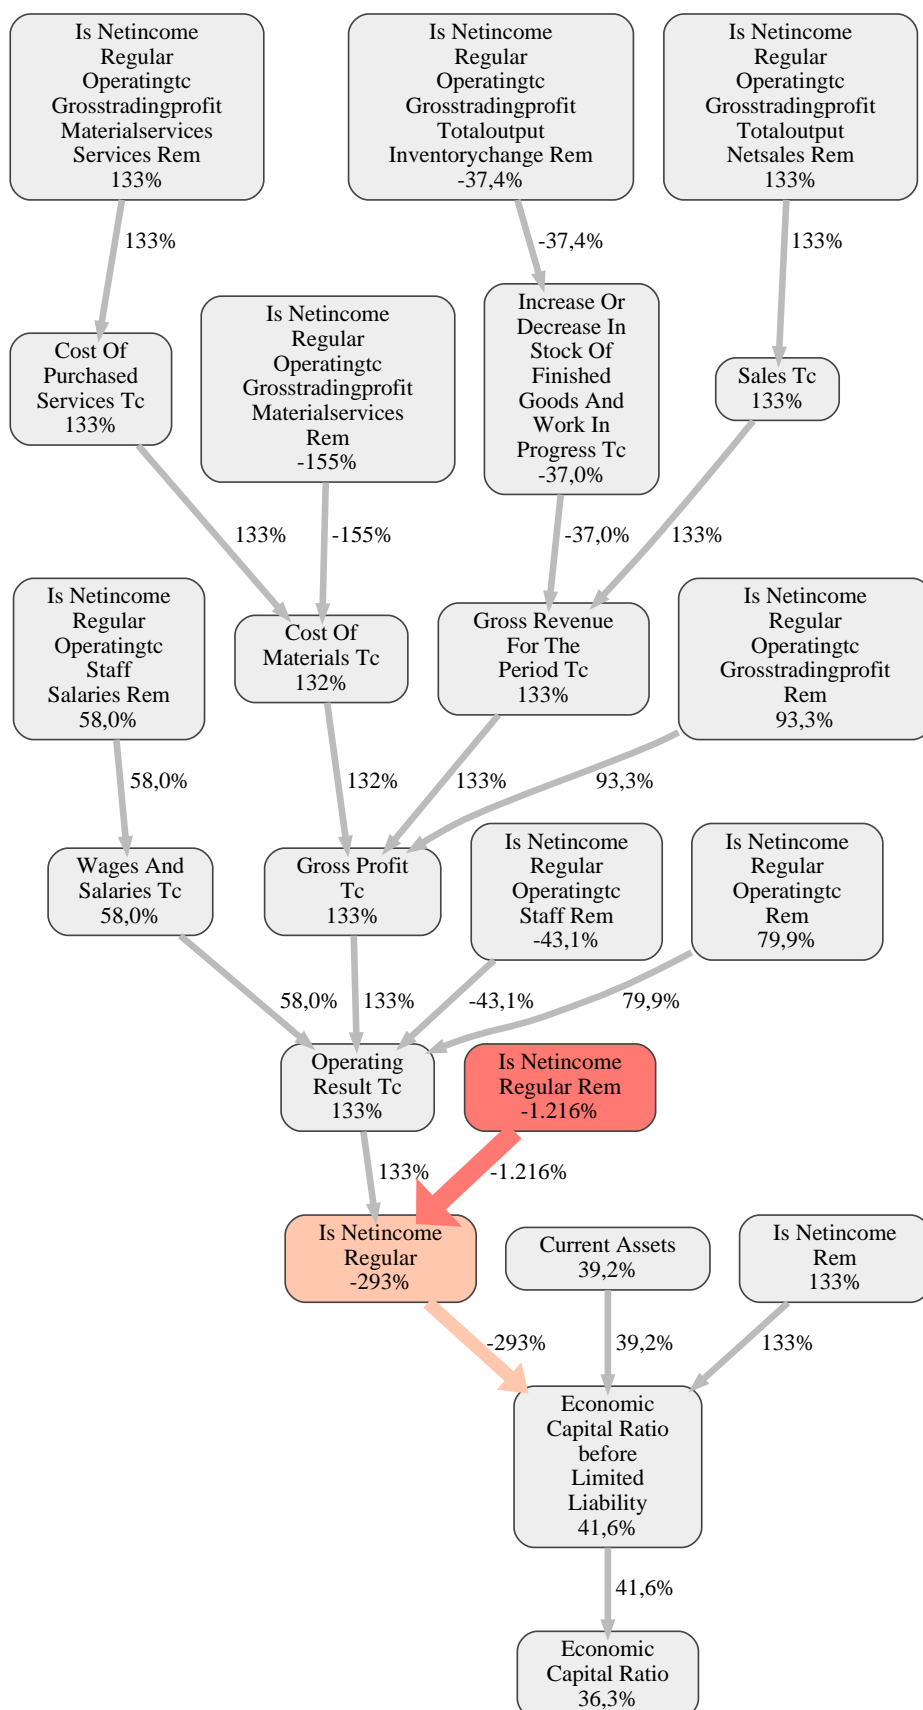 Is Netincome
Regular
Operatingtc
Grosstradingprofit
Materialservices
Services Rem
133%
Is Netincome
Regular
Operatingtc
Grosstradingprofit
Totaloutput
Inventorychange Rem
-37,4%
Is Netincome
Regular
Operatingtc
Grosstradingprofit
Totaloutput
Netsales Rem
133%
133%
-37,4%
133%
Cost Of
Purchased
Services Tc
133%
Is Netincome
Regular
Operatingtc
Grosstradingprofit
Materialservices
Rem
-155%
Increase Or
Decrease In
Stock Of
Finished
Goods And
Work In
Progress Tc
-37,0%
Sales Tc
133%
133%
-155%
-37,0%
133%
Is Netincome
Regular
Operatingtc
Staff
Salaries Rem
58,0%
Cost Of
Materials Tc
132%
Gross Revenue
For The
Period Tc
133%
Is Netincome
Regular
Operatingtc
Grosstradingprofit
Rem
93,3%
58,0%
132%
133%
93,3%
Wages And
Salaries Tc
58,0%
Gross Profit
Tc
133%
Is Netincome
Regular
Operatingtc
Staff Rem
-43,1%
Is Netincome
Regular
Operatingtc
Rem
79,9%
58,0%
133%
-43,1%
79,9%
Operating
Result Tc
133%
Is Netincome
Regular Rem
-1.216%
133%
-1.216%
Is Netincome
Regular
-293%
Current Assets
39,2%
Is Netincome
Rem
133%
-293%
39,2%
133%
Economic
Capital Ratio
before
Limited
Liability
41,6%
41,6%
Economic
Capital Ratio
36,3%